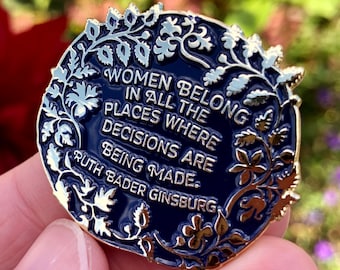 Women Belong
in All the
Places Where
Decisions are
Being Made.
Ruth Bader Ginsburg